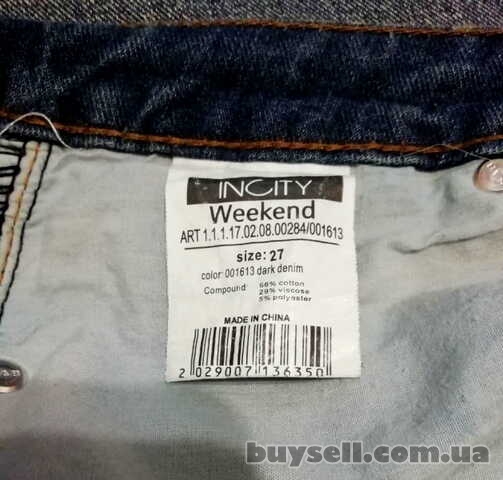 INCITY
Weekend
ART 1.1.1.17.02.08.00284/001613
size: 27
color: 001613 dark denim
Compound: 66% cotton
29% viscose
5% polyester
MADE IN CHINA
2 029007 136350
buysell.com.ua